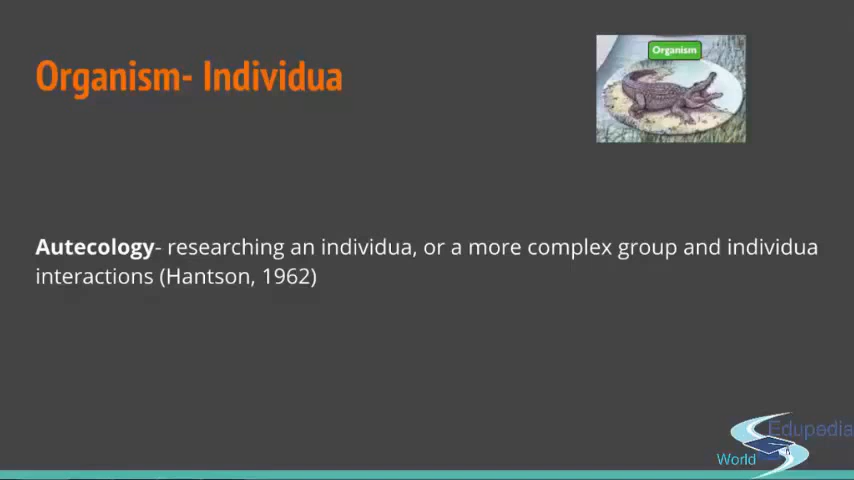 Organism- Individua
Organism
Autecology- researching an individua, or a more complex group and individua
interactions (Hantson, 1962)
Edupedia
World